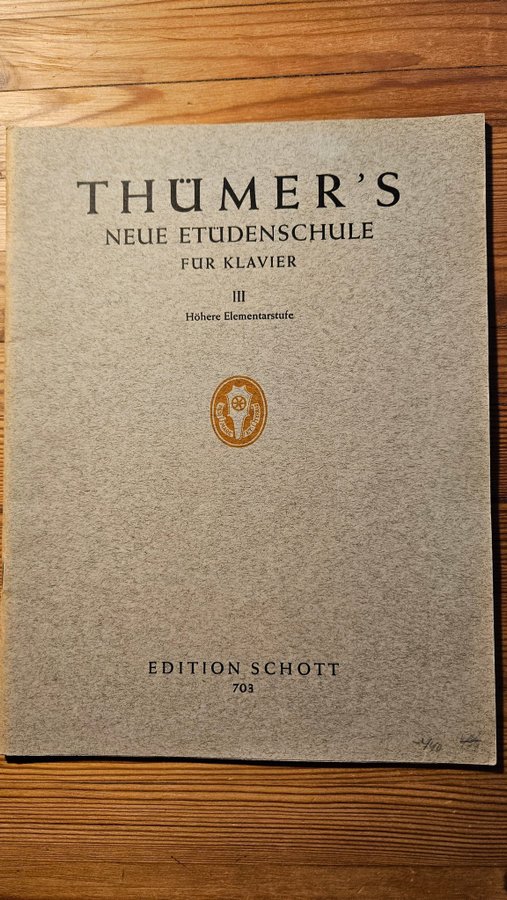 THÜMER'S
NEUE ETÜDENSCHULE
FÜR KLAVIER
III
Höhere Elementarstufe
EDITION SCHOTT
703